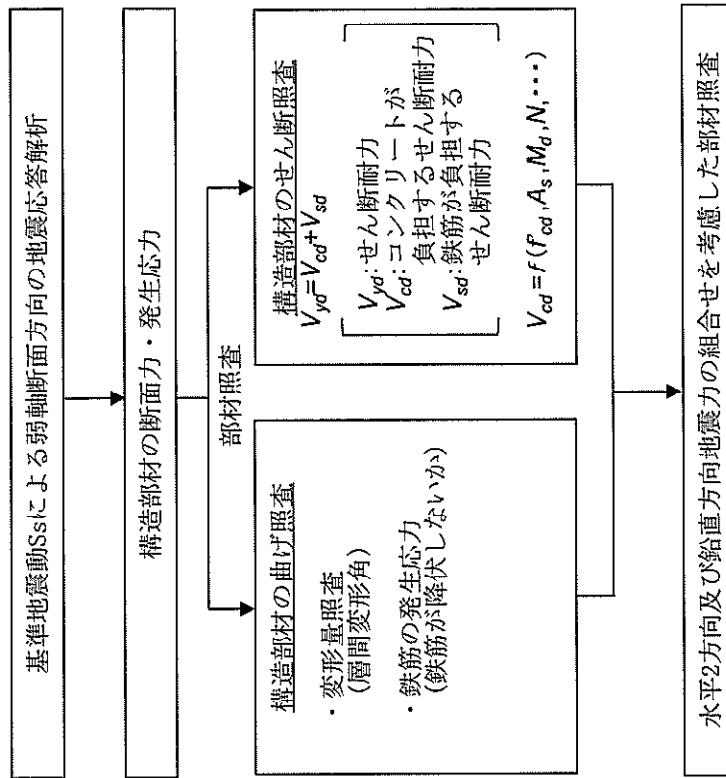 基準地震動Ssによる弱軸断面方向の地震応答解析
構造部材の断面力・発生応力
部材照査
構造部材の曲げ照査
・変形量照査
(層間変形角)
・鉄筋の発生応力
(鉄筋が降伏しないか)
構造部材のせん断照査
Vyd=Vcd+Vsd
Vyd:せん断耐力
Vcd:コンクリートが
負担するせん断耐力
Vsd:鉄筋が負担する
せん断耐力
Vcd=f(f'cd,As,Md,N,・・・)
水平2方向及び鉛直方向地震力の組合せを考慮した部材照査